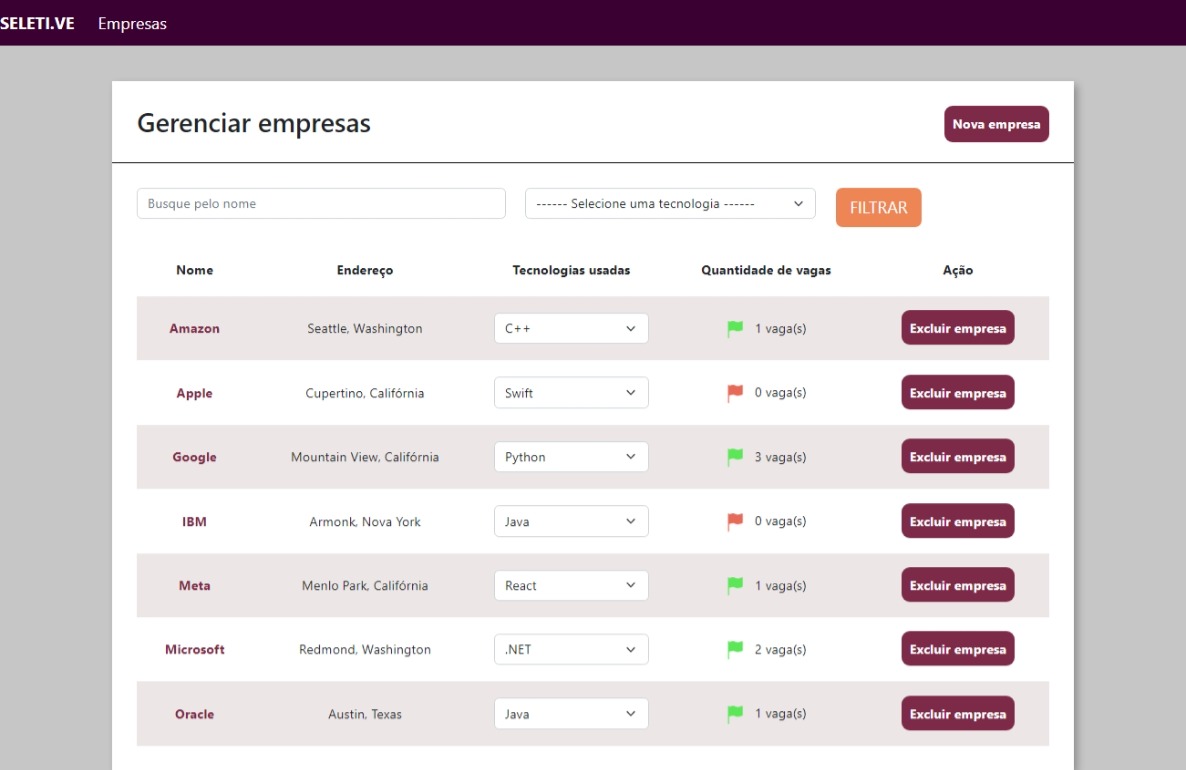 SELETI.VE Empresas
Gerenciar empresas Nova empresa
Busque pelo nome ------ Selecione uma tecnologia ------ FILTRAR
Nome Endereço Tecnologias usadas Quantidade de vagas Ação
Amazon Seattle, Washington C++ 1 vaga(s) Excluir empresa
Apple Cupertino, Califórnia Swift 0 vaga(s) Excluir empresa
Google Mountain View, Califórnia Python 3 vaga(s) Excluir empresa
IBM Armonk, Nova York Java 0 vaga(s) Excluir empresa
Meta Menlo Park, Califórnia React 1 vaga(s) Excluir empresa
Microsoft Redmond, Washington .NET 2 vaga(s) Excluir empresa
Oracle Austin, Texas Java 1 vaga(s) Excluir empresa